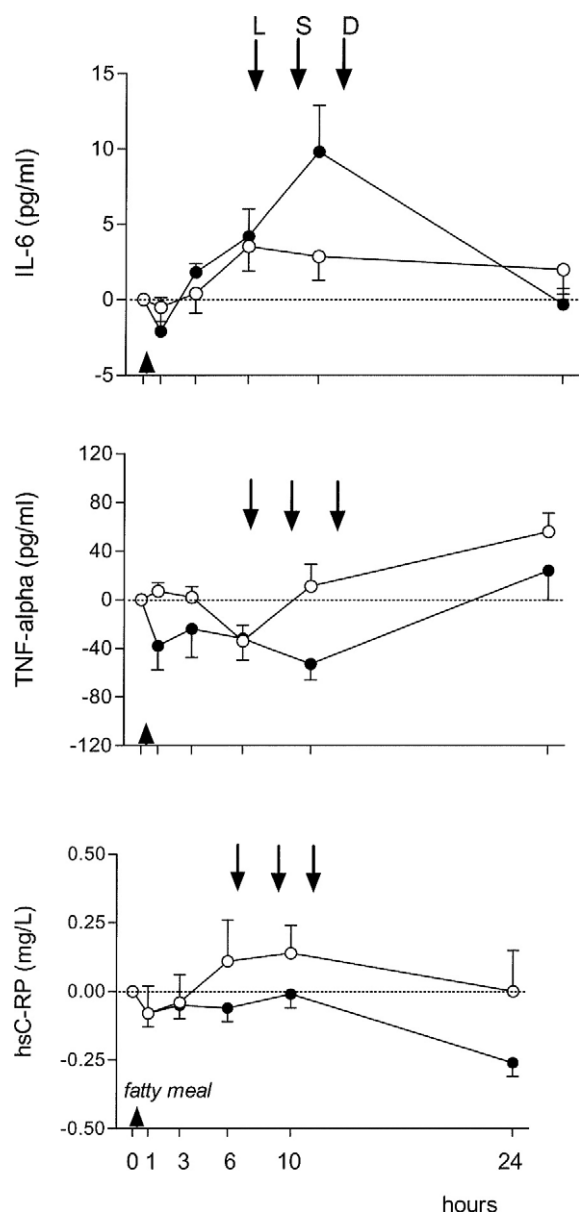 L S D
IL-6 (pg/ml)
15
10
5
0
-5
TNF-alpha (pg/ml)
120
80
40
0
-40
-80
-120
hsC-RP (mg/L)
0.50
0.25
0.00
-0.25
-0.50
fatty meal
0 1 3 6 10 24
hours